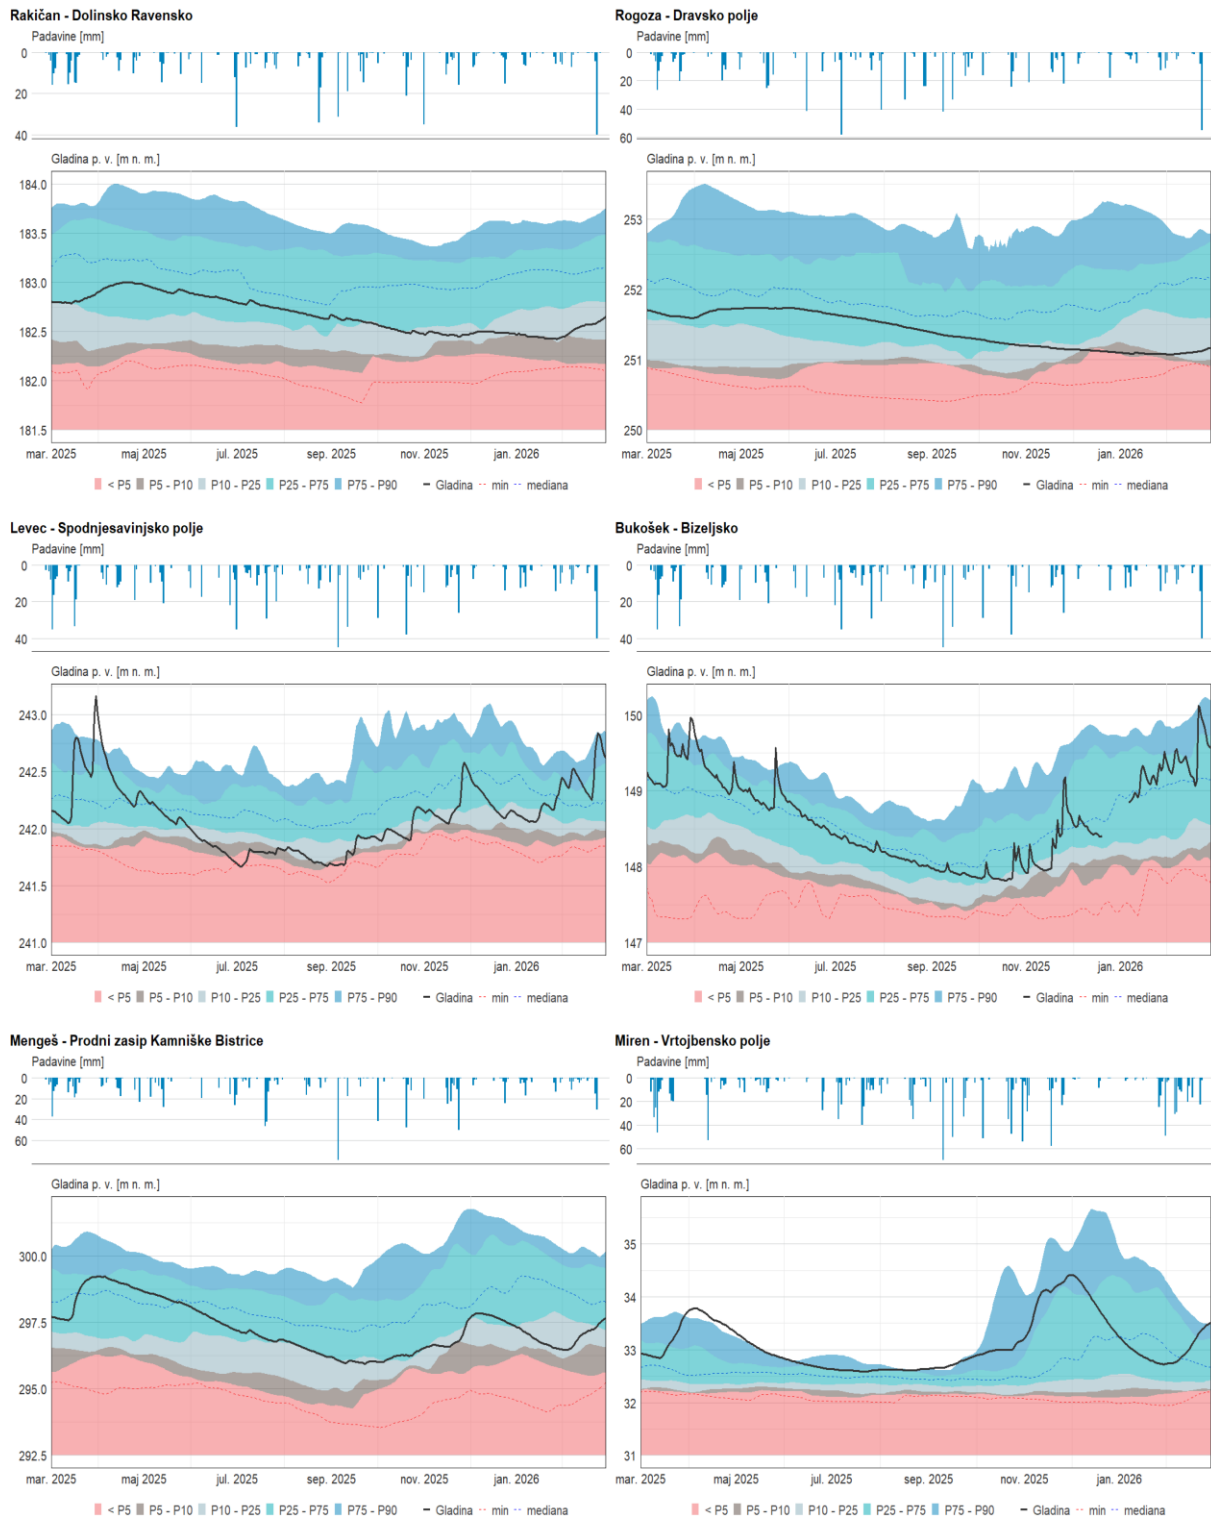 Rakičan - Dolinsko Ravensko
Padavine [mm]
0
20
40
Gladina p. v. [m n. m.]
184.0
183.5
183.0
182.5
182.0
181.5
mar. 2025 maj 2025 jul. 2025 sep. 2025 nov. 2025 jan. 2026
< P5 P5 - P10 P10 - P25 P25 - P75 P75 - P90 Gladina min mediana
Rogoza - Dravsko polje
Padavine [mm]
0
20
40
60
Gladina p. v. [m n. m.]
253
252
251
250
mar. 2025 maj 2025 jul. 2025 sep. 2025 nov. 2025 jan. 2026
< P5 P5 - P10 P10 - P25 P25 - P75 P75 - P90 Gladina min mediana
Levec - Spodnjesavinjsko polje
Padavine [mm]
0
20
40
Gladina p. v. [m n. m.]
243.0
242.5
242.0
241.5
241.0
mar. 2025 maj 2025 jul. 2025 sep. 2025 nov. 2025 jan. 2026
< P5 P5 - P10 P10 - P25 P25 - P75 P75 - P90 Gladina min mediana
Bukošek - Bizeljsko
Padavine [mm]
0
20
40
Gladina p. v. [m n. m.]
150
149
148
147
mar. 2025 maj 2025 jul. 2025 sep. 2025 nov. 2025 jan. 2026
< P5 P5 - P10 P10 - P25 P25 - P75 P75 - P90 Gladina min mediana
Mengeš - Prodni zasip Kamniške Bistrice
Padavine [mm]
0
20
40
60
Gladina p. v. [m n. m.]
300.0
297.5
295.0
292.5
mar. 2025 maj 2025 jul. 2025 sep. 2025 nov. 2025 jan. 2026
< P5 P5 - P10 P10 - P25 P25 - P75 P75 - P90 Gladina min mediana
Miren - Vrtojbensko polje
Padavine [mm]
0
20
40
60
Gladina p. v. [m n. m.]
35
34
33
32
31
mar. 2025 maj 2025 jul. 2025 sep. 2025 nov. 2025 jan. 2026
< P5 P5 - P10 P10 - P25 P25 - P75 P75 - P90 Gladina min mediana